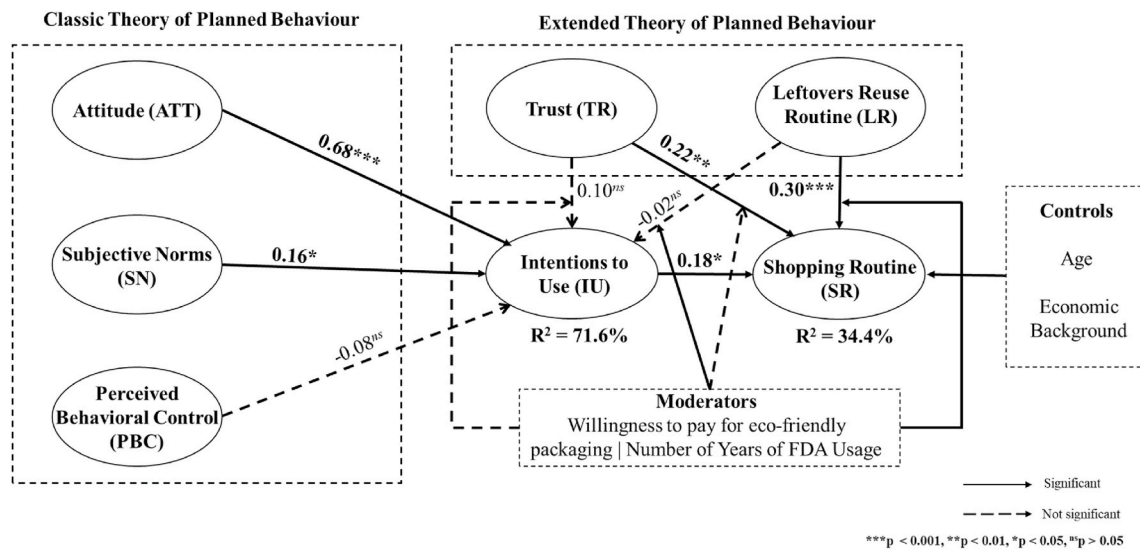 Classic Theory of Planned Behaviour
Extended Theory of Planned Behaviour
Attitude (ATT)
Trust (TR)
Leftovers Reuse
Routine (LR)
0.68***
0.22**
0.10ns
-0.02ns
0.30***
Controls
Age
Economic
Background
Subjective Norms
(SN)
0.16*
Intentions to
Use (IU)
0.18*
Shopping Routine
(SR)
R² = 71.6%
R² = 34.4%
-0.08ns
Perceived
Behavioral Control
(PBC)
Moderators
Willingness to pay for eco-friendly
packaging | Number of Years of FDA Usage
Significant
Not significant
***p < 0.001, **p < 0.01, *p < 0.05, nsp > 0.05